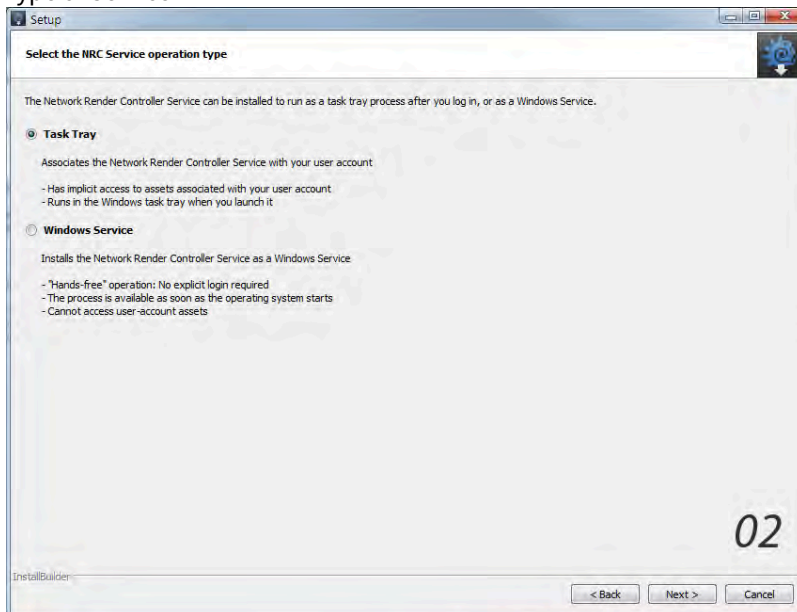 Setup
Select the NRC Service operation type
The Network Render Controller Service can be installed to run as a task tray process after you log in, or as a Windows Service.
Task Tray
Associates the Network Render Controller Service with your user account
- Has implicit access to assets associated with your user account
- Runs in the Windows task tray when you launch it
Windows Service
Installs the Network Render Controller Service as a Windows Service
- "Hands-free" operation: No explicit login required
- The process is available as soon as the operating system starts
- Cannot access user-account assets
02
InstallBuilder
< Back Next > Cancel